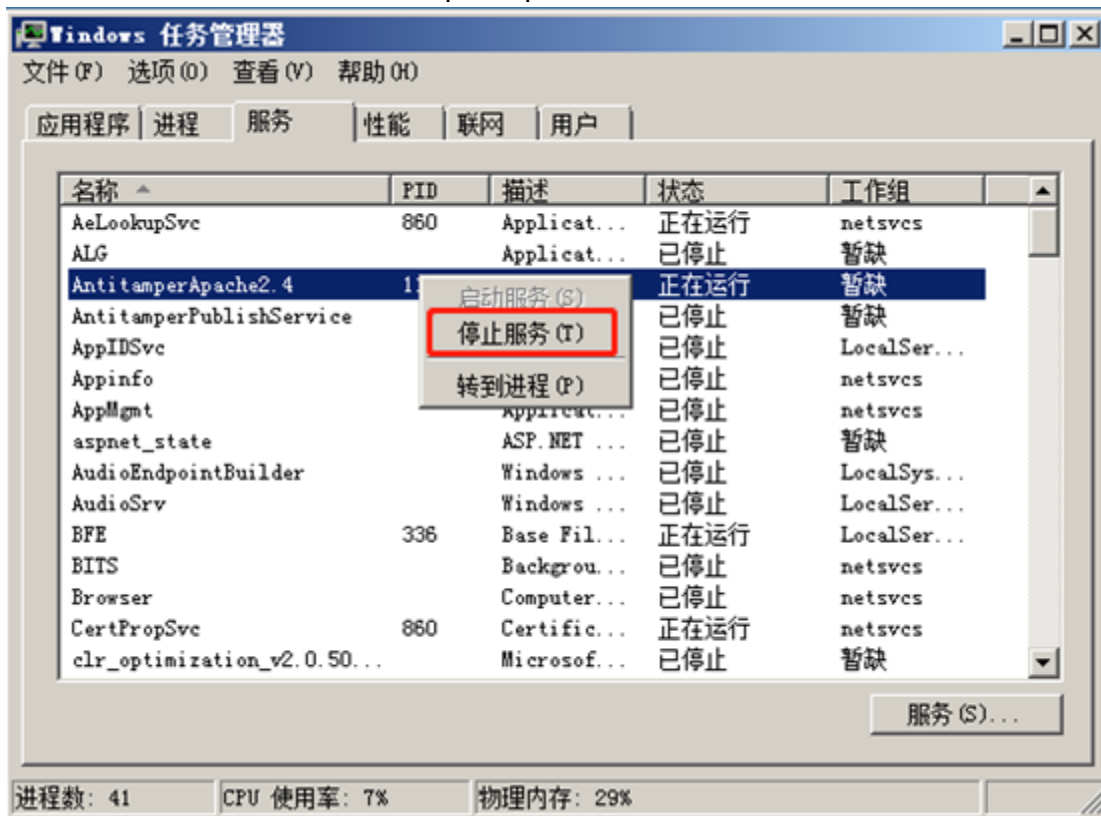 Windows 任务管理器
文件(F) 选项(O) 查看(V) 帮助(H)
应用程序 进程 服务 性能 联网 用户
名称 PID 描述 状态 工作组
AeLookupSvc 860 Applicat... 正在运行 netsvcs
ALG Applicat... 已停止 暂缺
AntitamperApache2.4 正在运行 暂缺
启动服务(S)
AntitamperPublishService 已停止 暂缺
停止服务(T)
AppIDSvc 已停止 LocalSer...
Appinfo 已停止 netsvcs
转到进程(P)
AppMgmt Applicat... 已停止 netsvcs
aspnet_state ASP.NET ... 已停止 暂缺
AudioEndpointBuilder Windows ... 已停止 LocalSys...
AudioSrv Windows ... 已停止 LocalSer...
BFE 336 Base Fil... 正在运行 LocalSer...
BITS Backgrou... 已停止 netsvcs
Browser Computer... 已停止 netsvcs
CertPropSvc 860 Certific... 正在运行 netsvcs
clr_optimization_v2.0.50... Microsof... 已停止 暂缺
服务(S)...
进程数: 41 CPU 使用率: 7% 物理内存: 29%